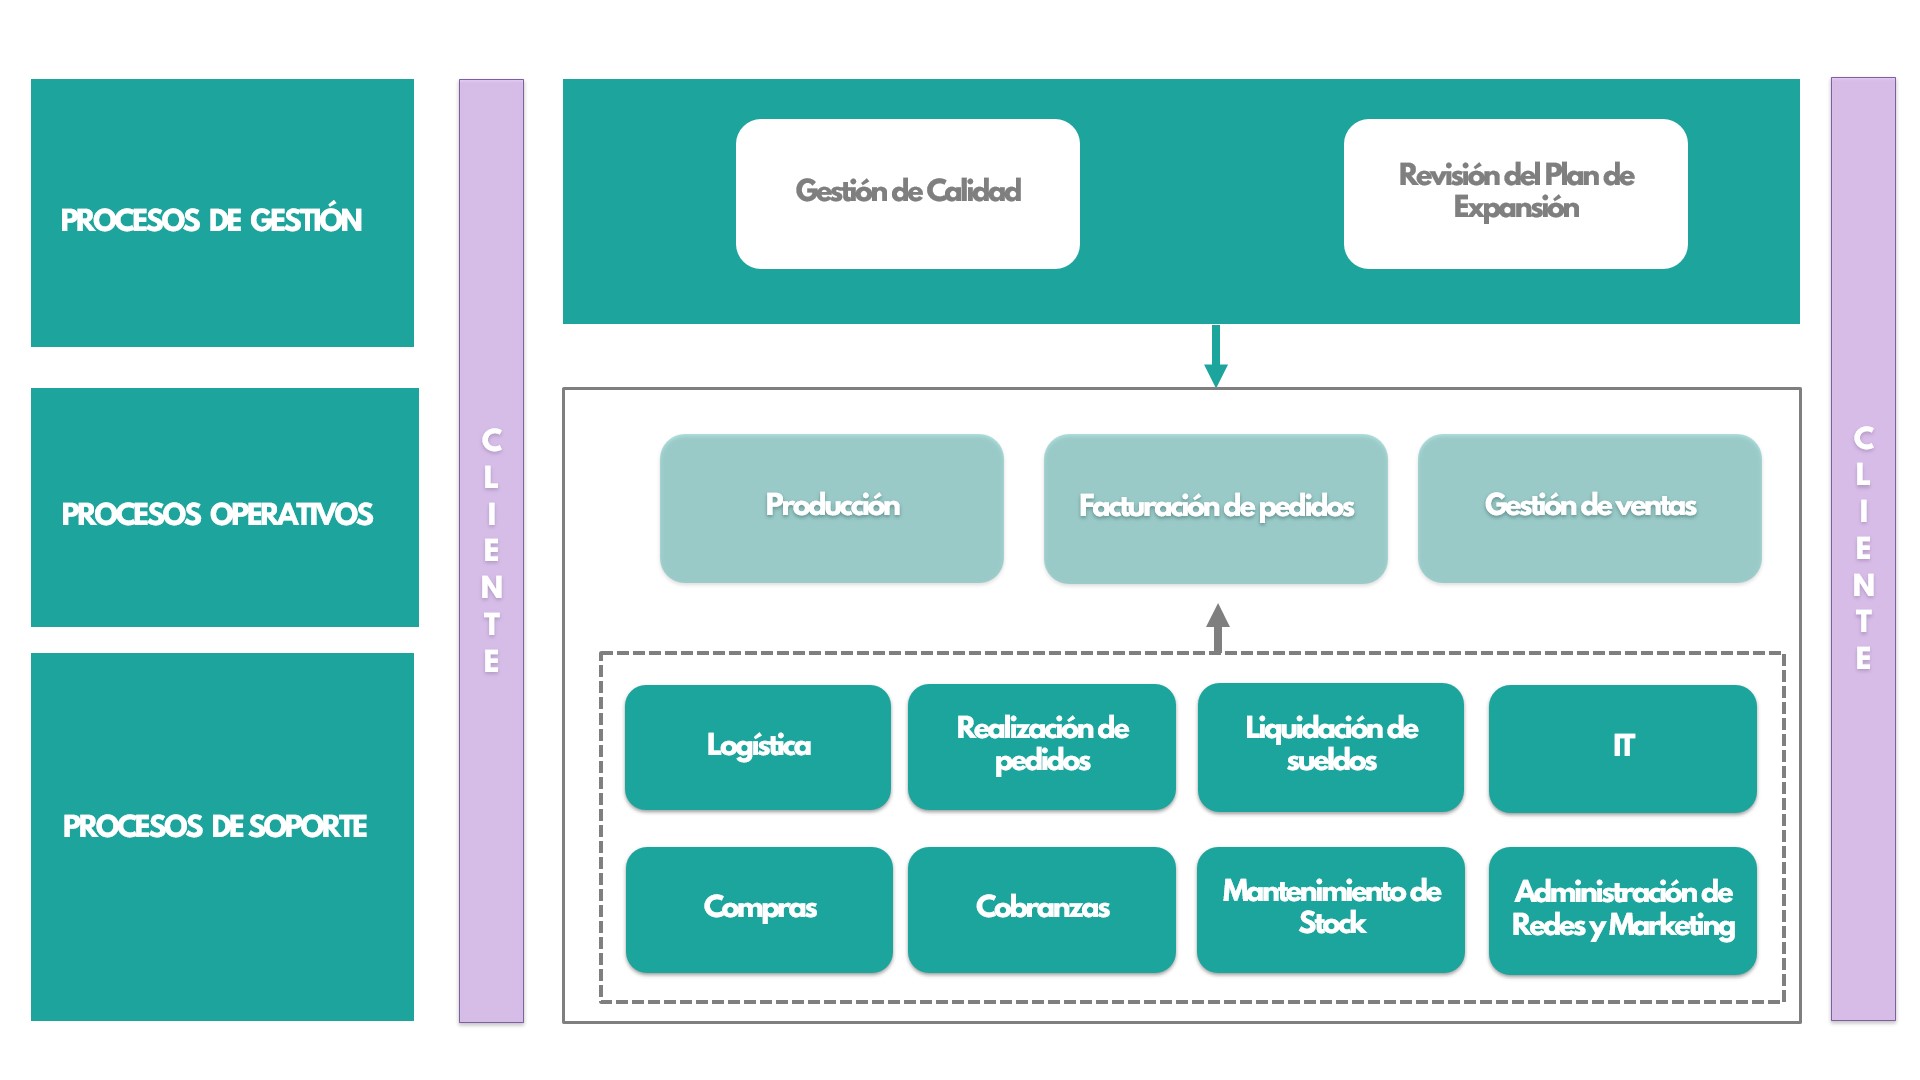 PROCESOS DE GESTIÓN
Gestión de Calidad
Revisión del Plan de
Expansión
PROCESOS OPERATIVOS
CLIENTE
Producción
Facturación de pedidos
Gestión de ventas
CLIENTE
PROCESOS DE SOPORTE
Logística
Realización de
pedidos
Liquidación de
sueldos
IT
Compras
Cobranzas
Mantenimiento de
Stock
Administración de
Redes y Marketing